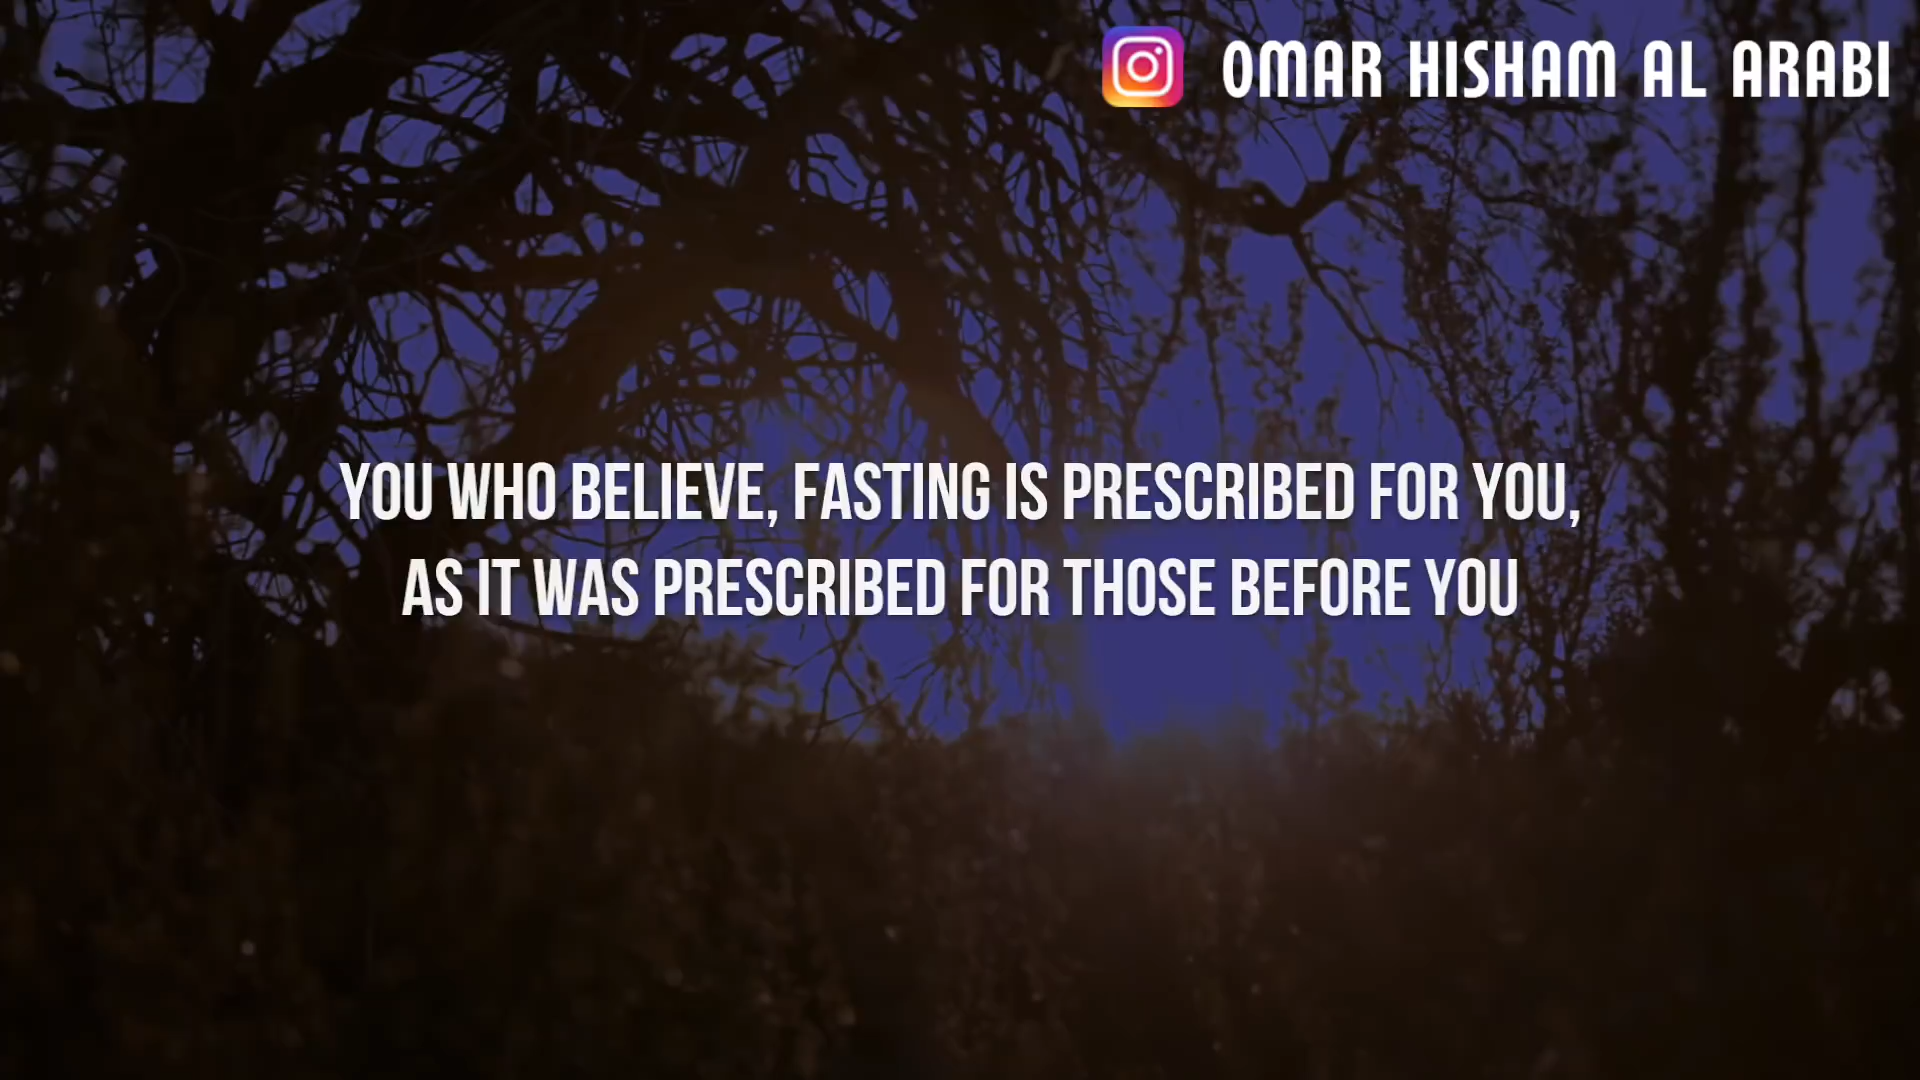 OMAR HISHAM AL ARABI
YOU WHO BELIEVE, FASTING IS PRESCRIBED FOR YOU,
AS IT WAS PRESCRIBED FOR THOSE BEFORE YOU